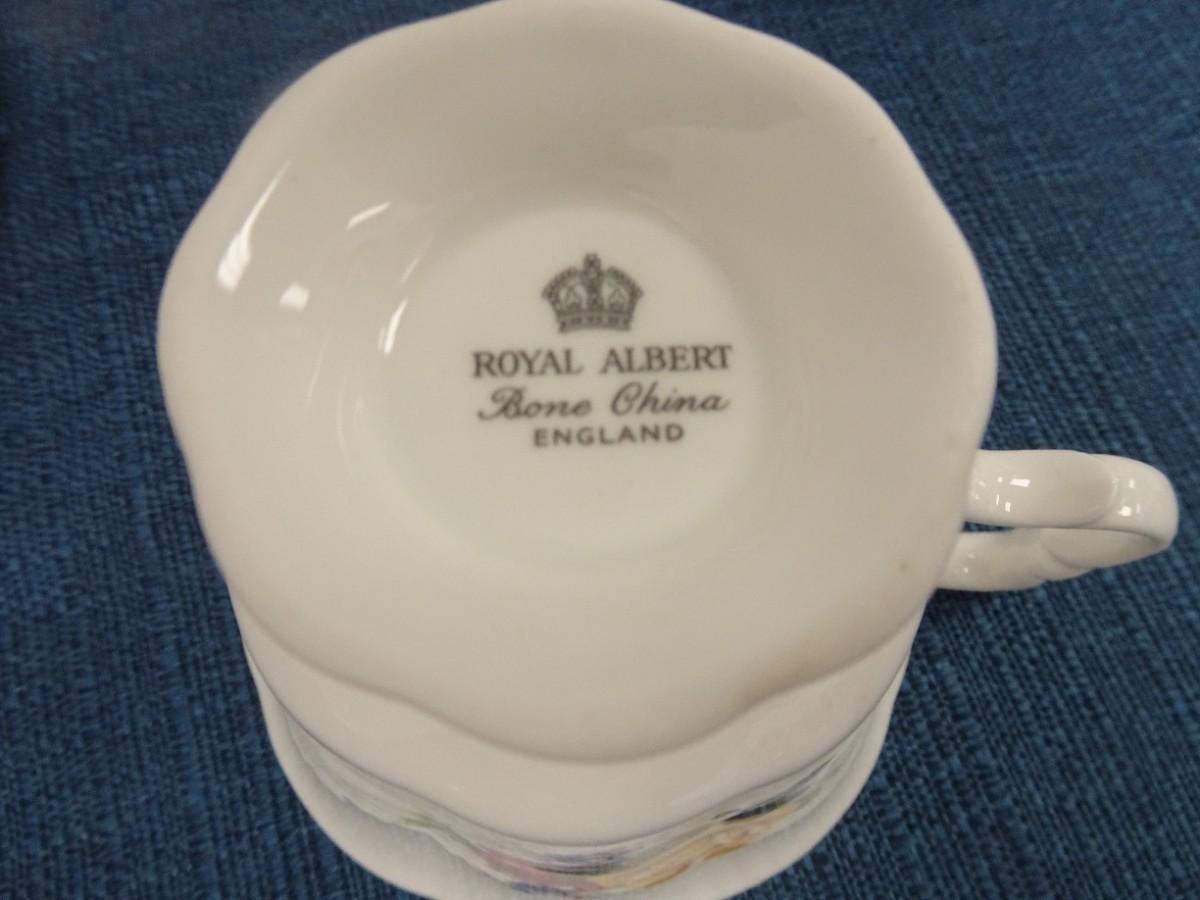 ROYAL ALBERT
Bone China
ENGLAND